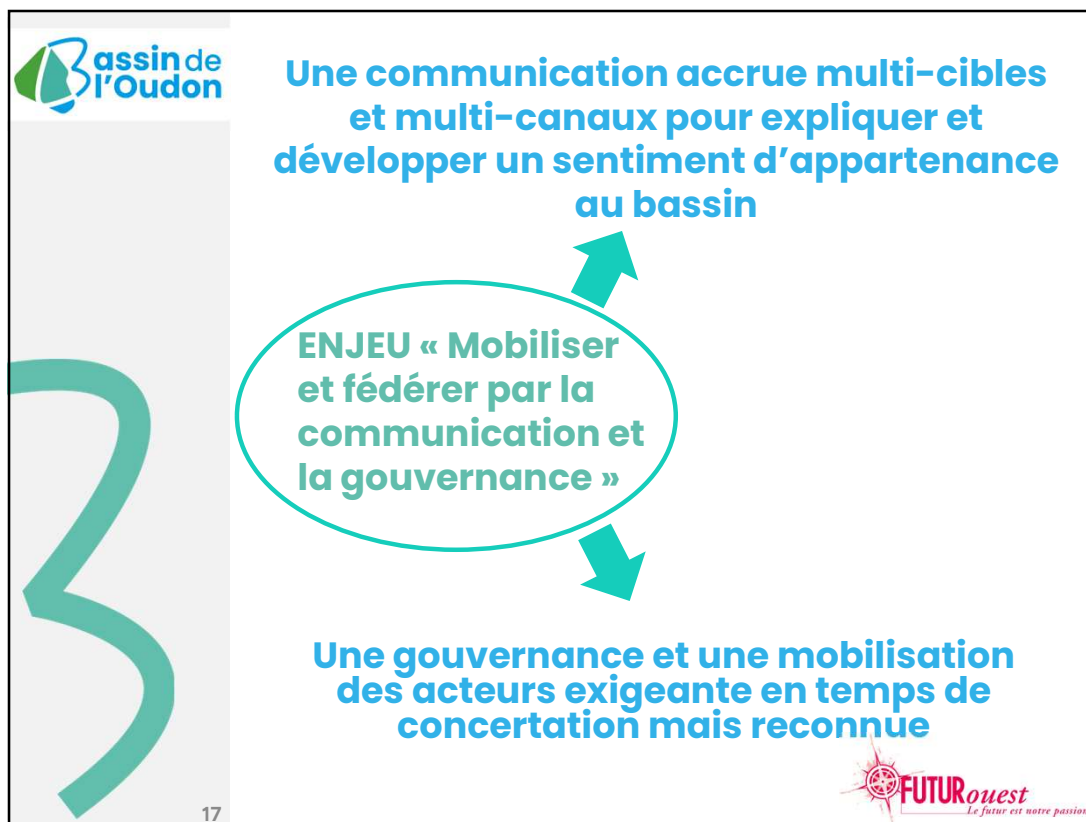 Bassin de
l'Oudon
Une communication accrue multi-cibles
et multi-canaux pour expliquer et
développer un sentiment d'appartenance
au bassin
ENJEU « Mobiliser
et fédérer par la
communication et
la gouvernance »
Une gouvernance et une mobilisation
des acteurs exigeante en temps de
concertation mais reconnue
FUTURouest
Le futur est notre passion
17